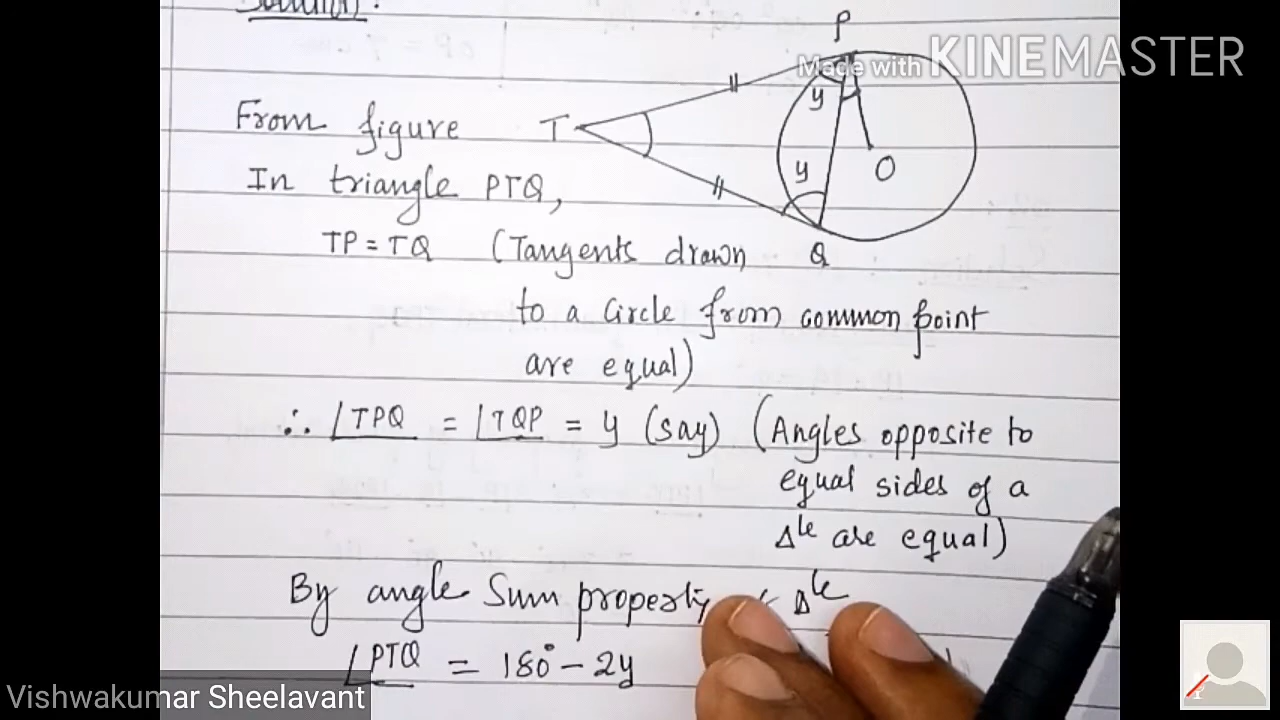 Solution:
P
Made with KINEMASTER
y
From figure
T
In triangle PTQ,
y
O
TP = TQ (Tangents drawn
Q
to a circle from common point
are equal)
∴ ∠TPQ = ∠TQP = y (say) (Angles opposite to
equal sides of a
Δle are equal)
By angle Sum property Δle
∠PTQ = 180° - 2y
Vishwakumar Sheelavant